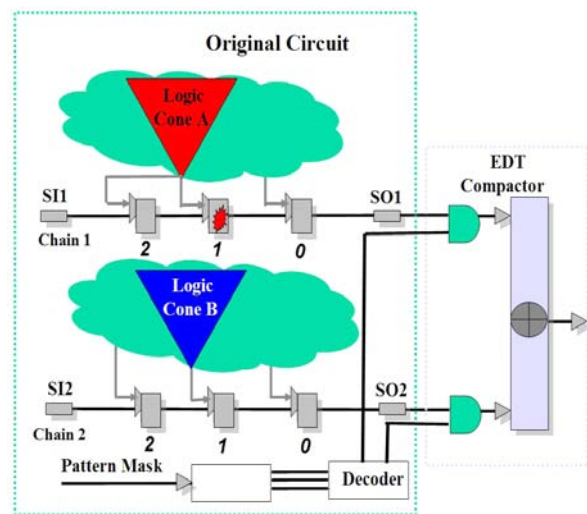 Original Circuit
Logic
Cone A
EDT
Compactor
SI1
SO1
Chain 1
2
1
0
Logic
Cone B
SI2
SO2
Chain 2
2
1
0
Pattern Mask
Decoder